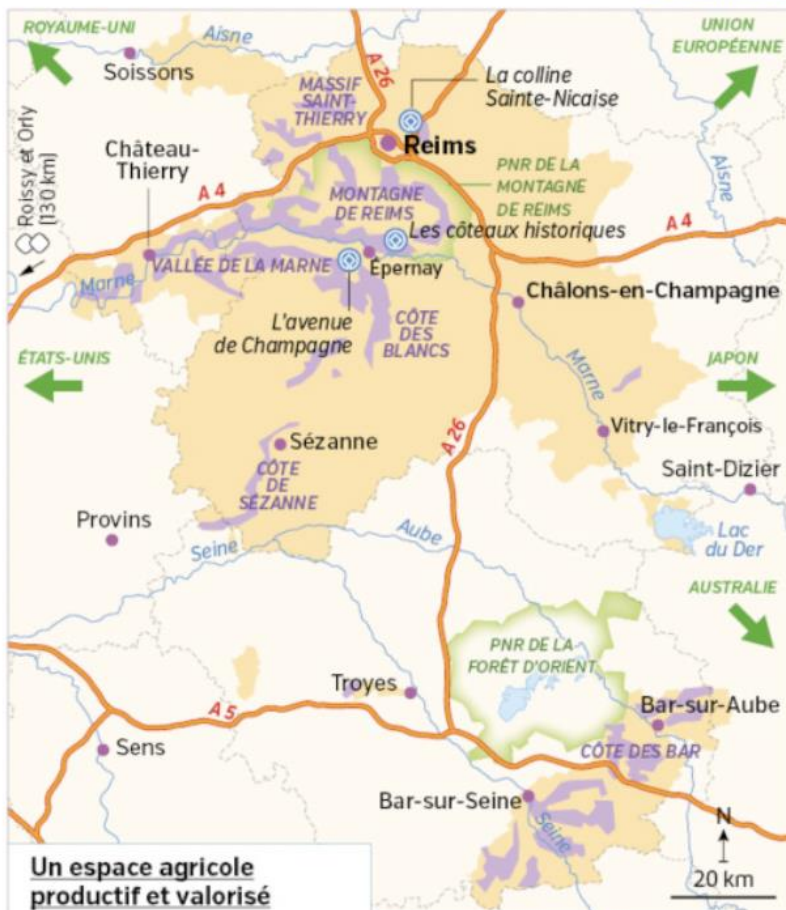 ROYAUME-UNI
Aisne
Soissons
A 26
UNION
EUROPÉENNE
La colline
Sainte-Nicaise
MASSIF
SAINT-
THIERRY
Reims
Château-
Thierry
Roissy et Orly
(130 km)
A 4
PNR DE LA
MONTAGNE
DE REIMS
Aisne
MONTAGNE
DE REIMS
Les côteaux historiques
A 4
VALLÉE DE LA MARNE
Épernay
Marne
Châlons-en-Champagne
L'avenue
de Champagne
CÔTE
DES
BLANCS
Marne
ÉTATS-UNIS
JAPON
A 26
Vitry-le-François
Sézanne
CÔTE
DE
SÉZANNE
Saint-Dizier
Provins
Seine
Aube
Lac
du Der
AUSTRALIE
PNR DE LA
FORÊT D'ORIENT
Troyes
A 5
Bar-sur-Aube
Sens
CÔTE DES BAR
Bar-sur-Seine
Seine
N
20 km
Un espace agricole
productif et valorisé